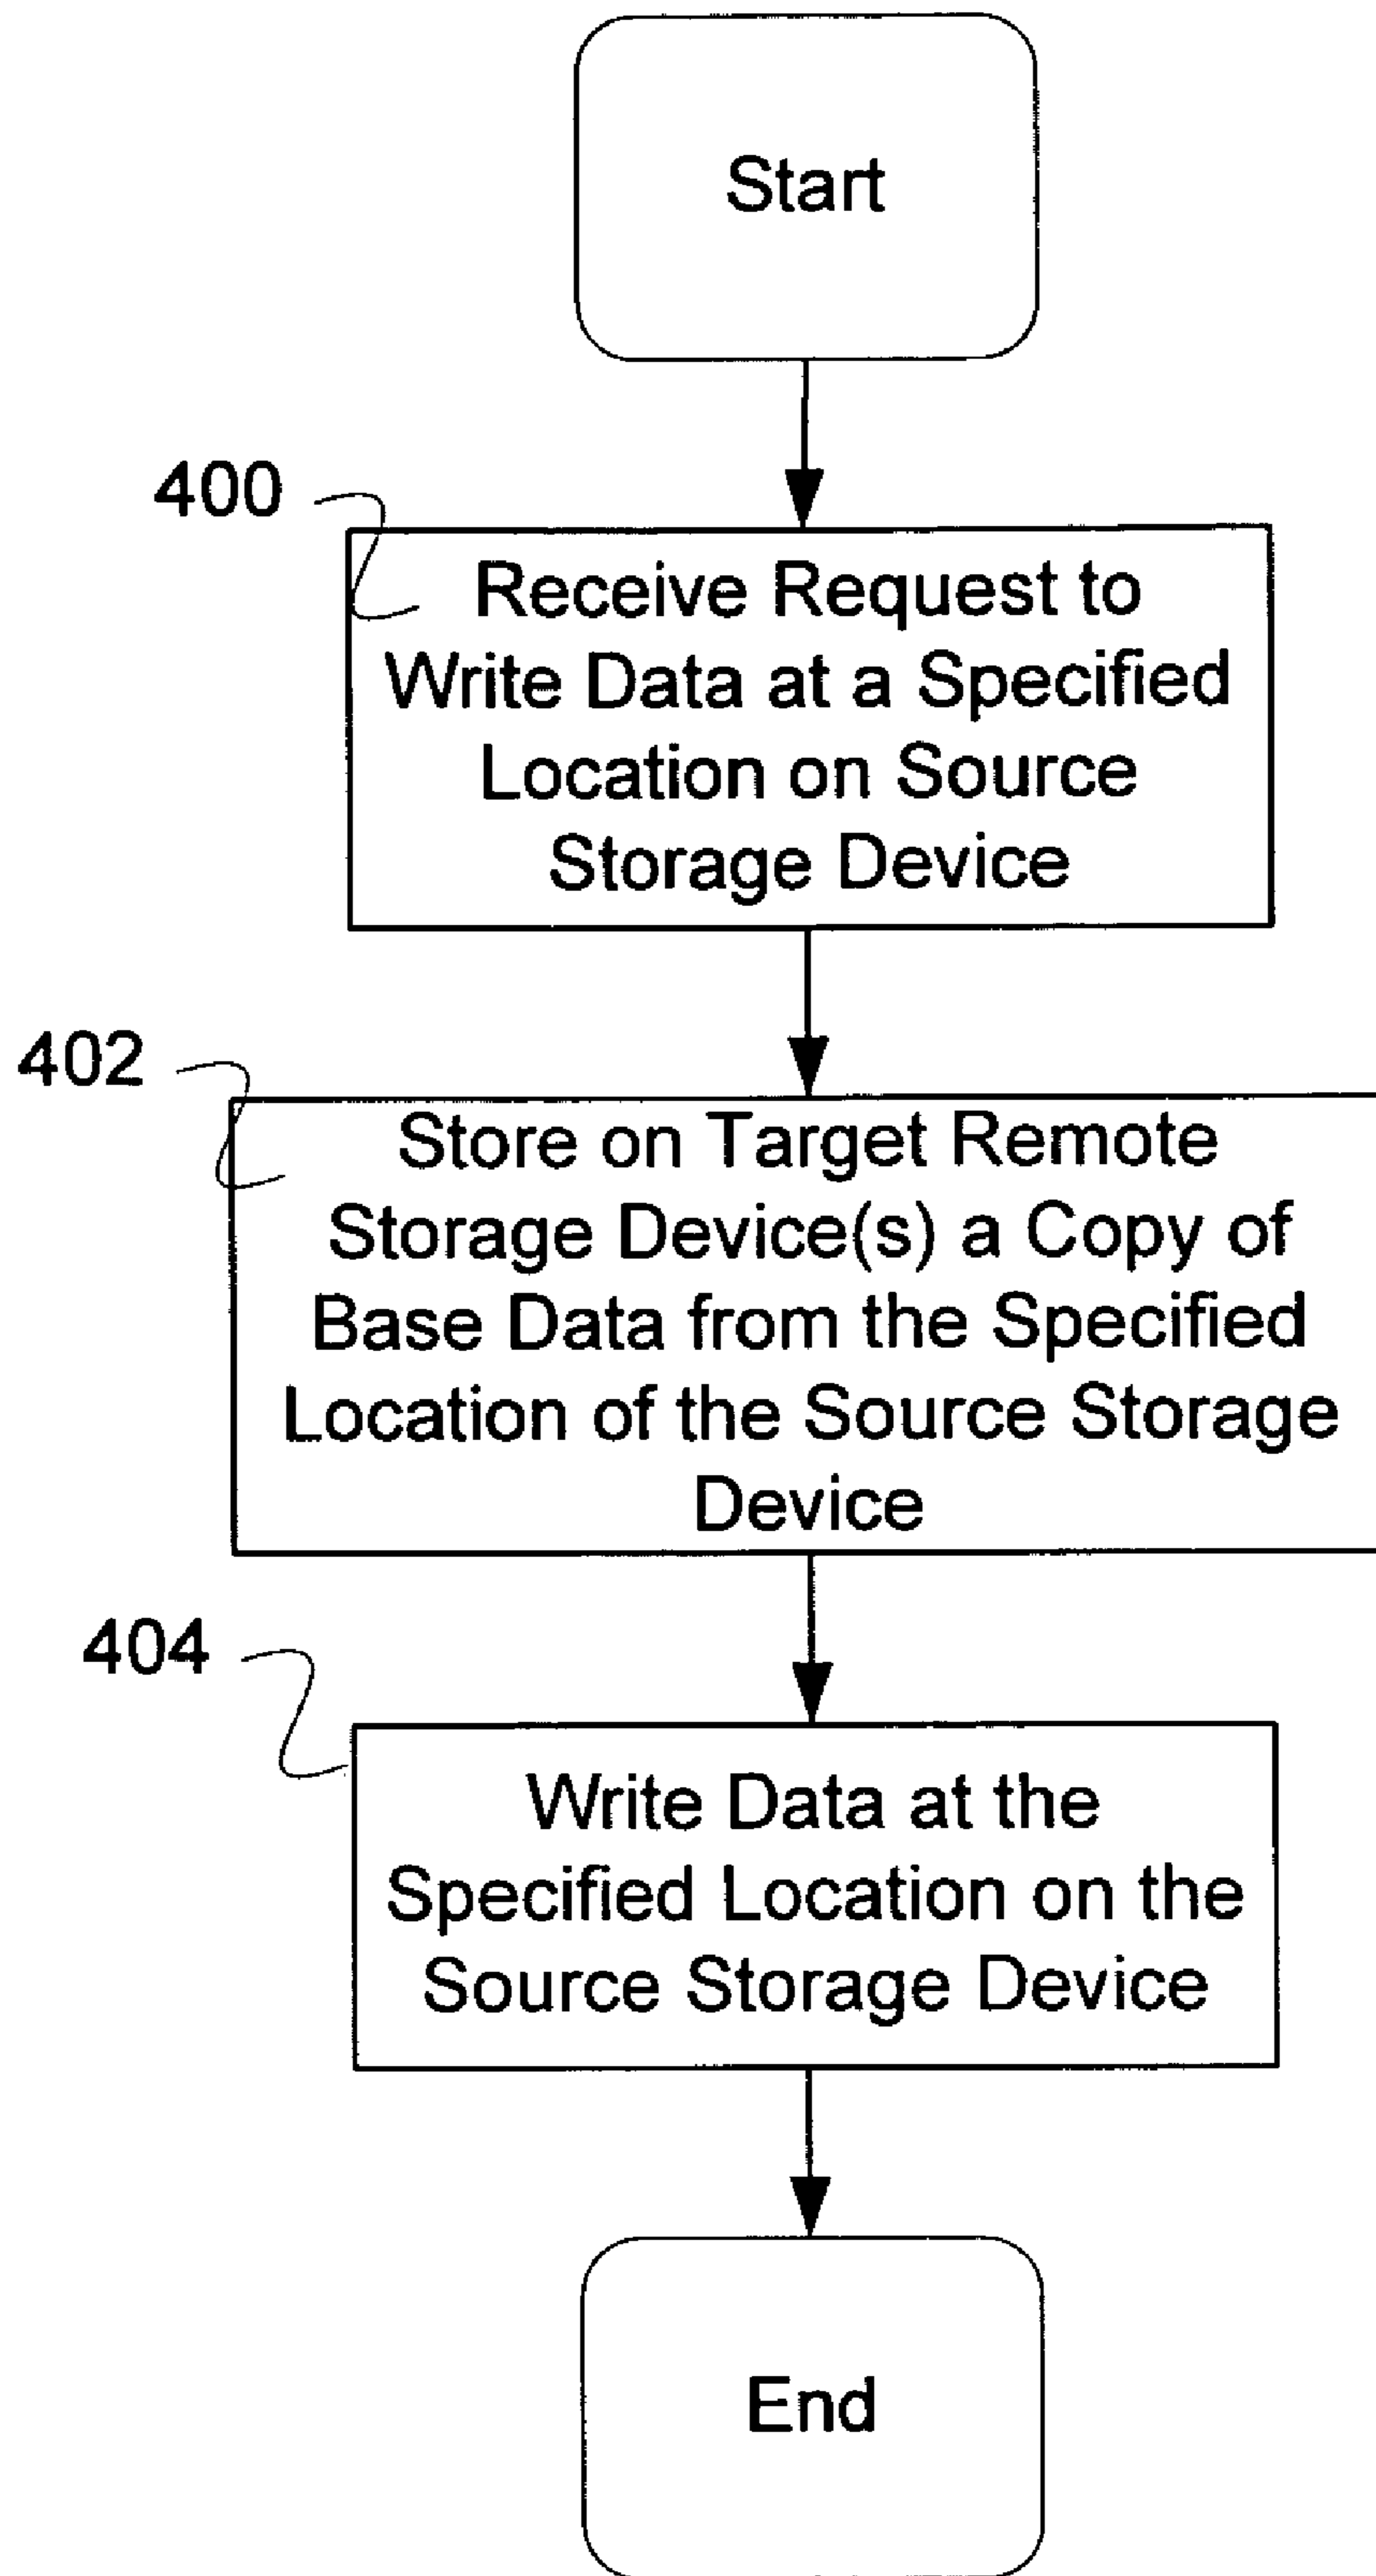 Start
400
Receive Request to
Write Data at a Specified
Location on Source
Storage Device
402
Store on Target Remote
Storage Device(s) a Copy of
Base Data from the Specified
Location of the Source Storage
Device
404
Write Data at the
Specified Location on the
Source Storage Device
End